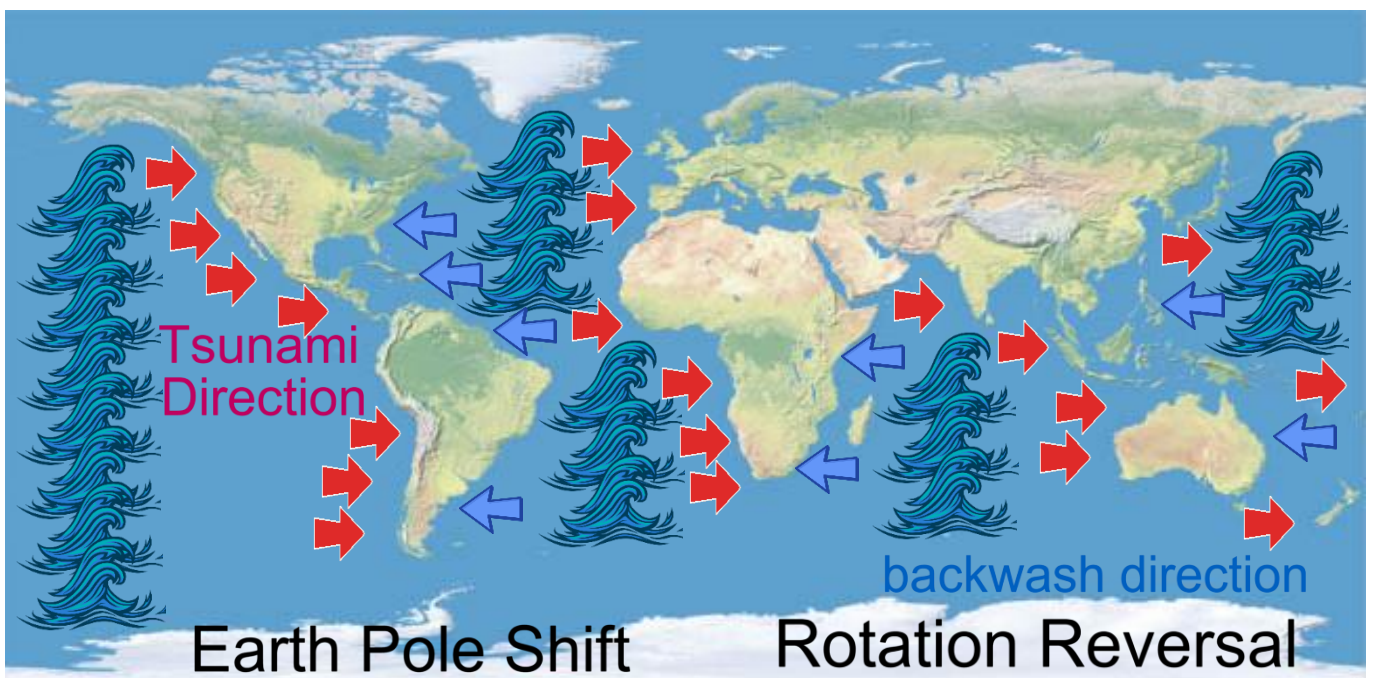 Tsunami
Direction
backwash direction
Earth Pole Shift
Rotation Reversal